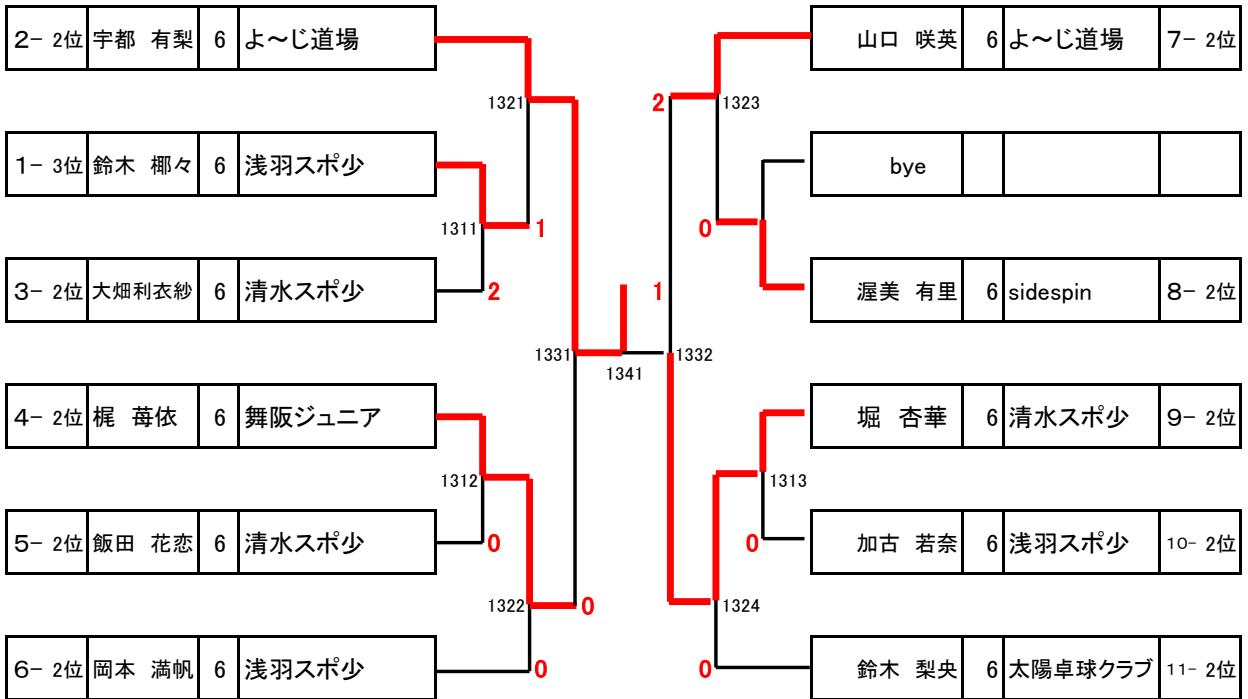 2- 2位 宇都 有梨 6 よ～じ道場
1321
1- 3位 鈴木 椰々 6 浅羽スポ少
1311
1
3- 2位 大畑利衣紗 6 清水スポ少
2
1331
1341
4- 2位 梶 苺依 6 舞阪ジュニア
1312
5- 2位 飯田 花恋 6 清水スポ少
0
1322
0
6- 2位 岡本 満帆 6 浅羽スポ少
0
山口 咲英 6 よ～じ道場 7- 2位
2
1323
bye
0
渥美 有里 6 sidespin 8- 2位
1
1332
堀 杏華 6 清水スポ少 9- 2位
1313
加古 若奈 6 浅羽スポ少 10- 2位
0
1324
鈴木 梨央 6 太陽卓球クラブ 11- 2位
0